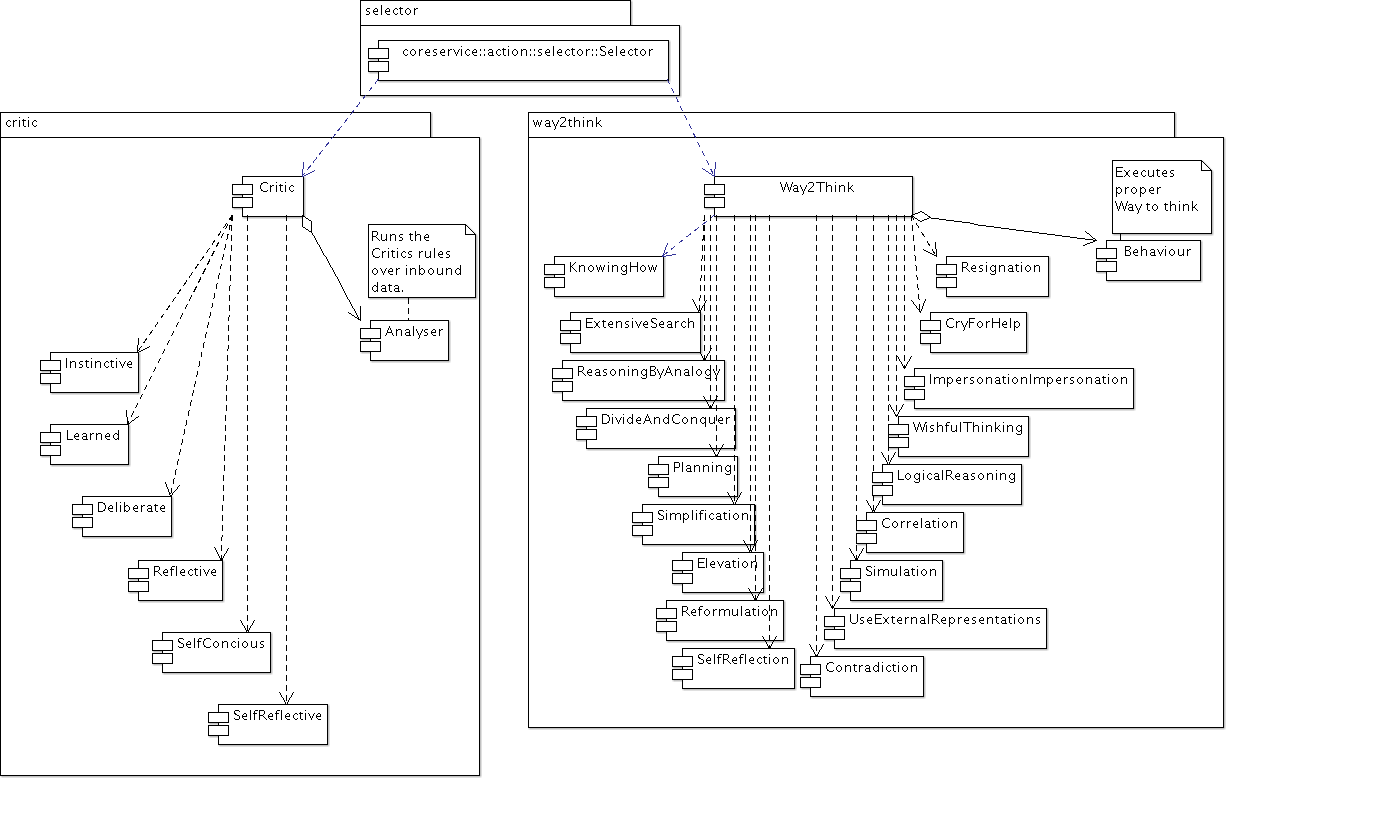 selector
coreservice::action::selector::Selector
critic
Critic
Runs the
Critics rules
over inbound
data.
Analyser
Instinctive
Learned
Deliberate
Reflective
SelfConcious
SelfReflective
way2think
Way2Think
Executes
proper
Way to think
Behaviour
KnowingHow
Resignation
ExtensiveSearch
CryForHelp
ReasoningByAnalogy
ImpersonationImpersonation
DivideAndConquer
WishfulThinking
Planning
LogicalReasoning
Simplification
Correlation
Elevation
Simulation
Reformulation
UseExternalRepresentations
SelfReflection
Contradiction